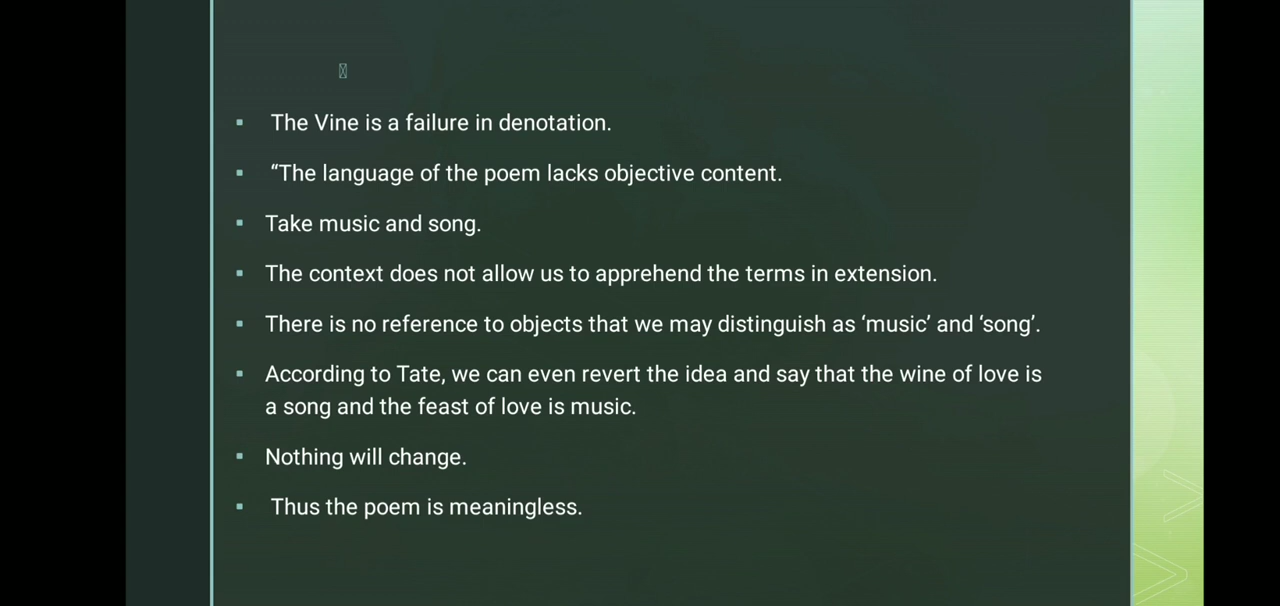 The Vine is a failure in denotation.
“The language of the poem lacks objective content.
Take music and song.
The context does not allow us to apprehend the terms in extension.
There is no reference to objects that we may distinguish as ‘music’ and ‘song’.
According to Tate, we can even revert the idea and say that the wine of love is
a song and the feast of love is music.
Nothing will change.
Thus the poem is meaningless.